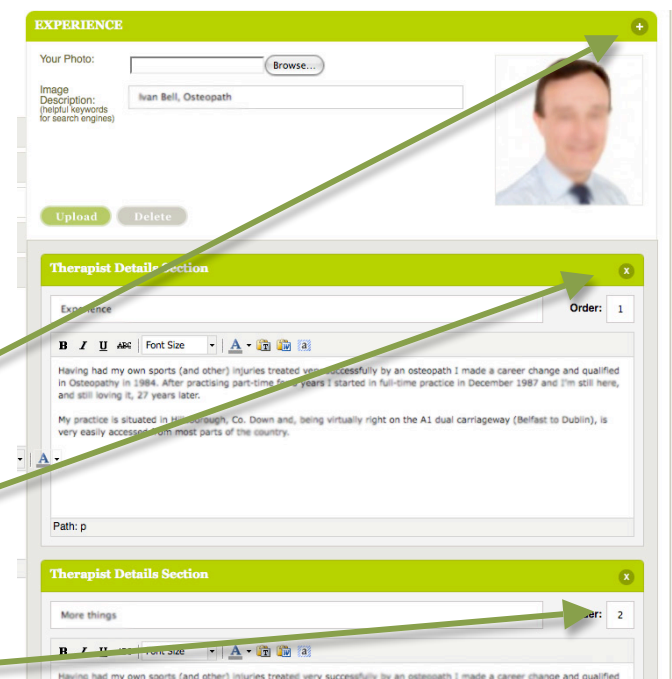 EXPERIENCE
Your Photo:
Browse...
Image
Description:
(helpful keywords
for search engines)
Ivan Bell, Osteopath
Upload Delete
Therapist Details Section
x
Experience
Order: 1
B I U ABC Font Size A
Having had my own sports (and other) injuries treated very successfully by an osteopath I made a career change and qualified
in Osteopathy in 1984. After practising part-time for years I started in full-time practice in December 1987 and I'm still here,
and still loving it, 27 years later.
My practice is situated in Hillsborough, Co. Down and, being virtually right on the A1 dual carriageway (Belfast to Dublin), is
very easily accessed from most parts of the country.
A
Path: p
Therapist Details Section
x
More things
2
B I U Font Size A
Having had my own sports (and other) injuries treated very successfully by an osteopath I made a career change and qualified